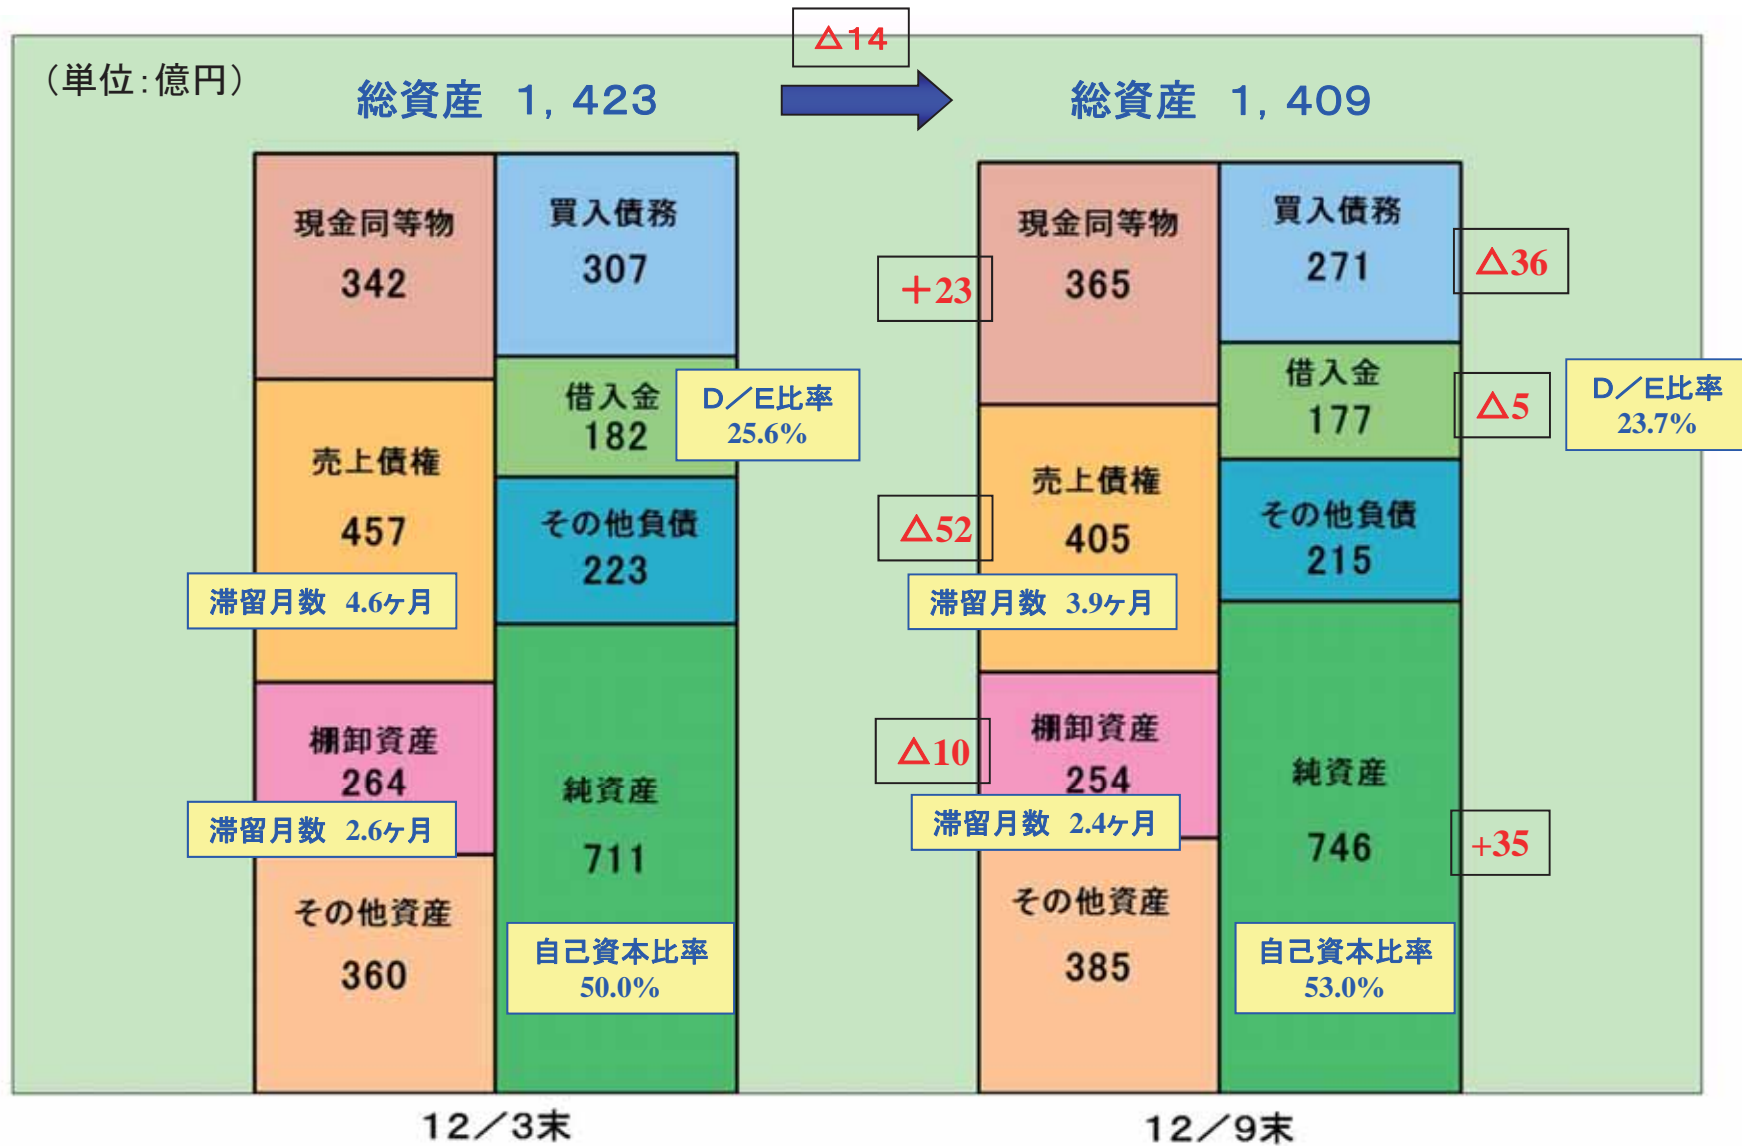 △14
（単位：億円）
総資産 1,423
総資産 1,409
現金同等物
342
買入債務
307
借入金
182
D／E比率
25.6%
売上債権
457
滞留月数 4.6ケ月
その他負債
223
棚卸資産
264
滞留月数 2.6ケ月
純資産
711
その他資産
360
自己資本比率
50.0%
12／3末
現金同等物
365
+23
買入債務
271
△36
借入金
177
△5
D／E比率
23.7%
売上債権
405
△52
滞留月数 3.9ケ月
その他負債
215
棚卸資産
254
△10
滞留月数 2.4ケ月
純資産
746
+35
その他資産
385
自己資本比率
53.0%
12／9末